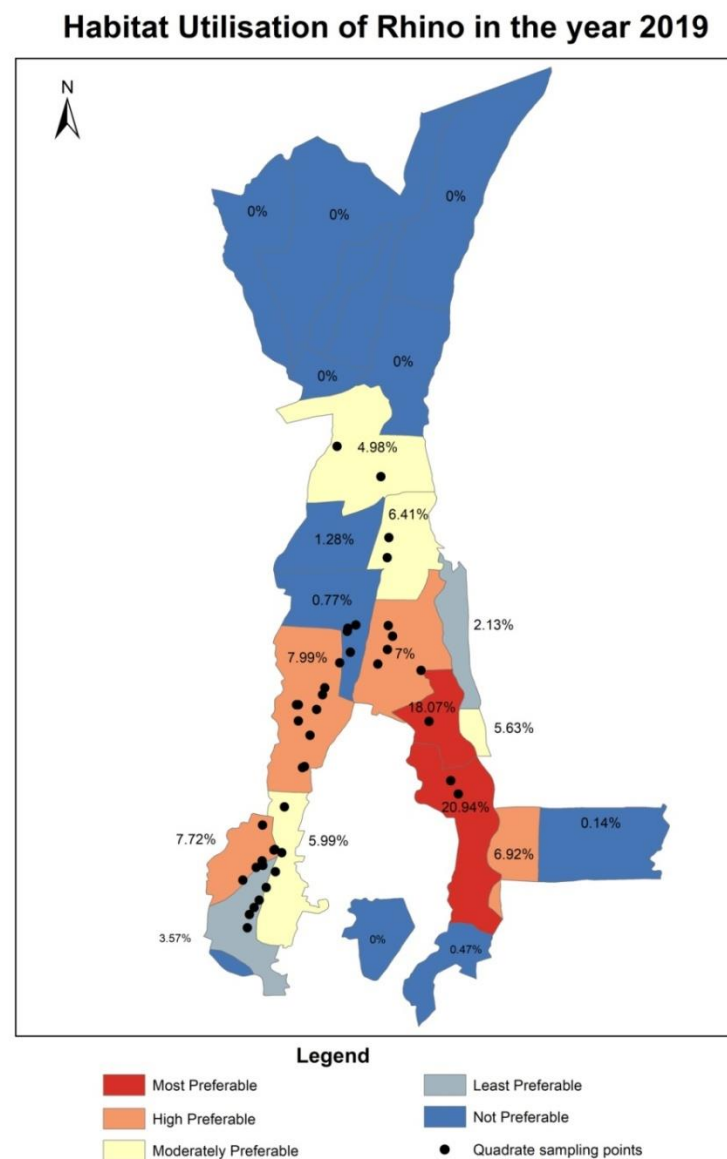 Habitat Utilisation of Rhino in the year 2019
N
0%
0%
0%
0%
0%
4.98%
6.41%
1.28%
0.77%
2.13%
7.99%
7%
18.07%
5.63%
20.94%
0.14%
7.72%
5.99%
6.92%
3.57%
0%
0.47%
Legend
Most Preferable
Least Preferable
High Preferable
Not Preferable
Moderately Preferable
Quadrate sampling points